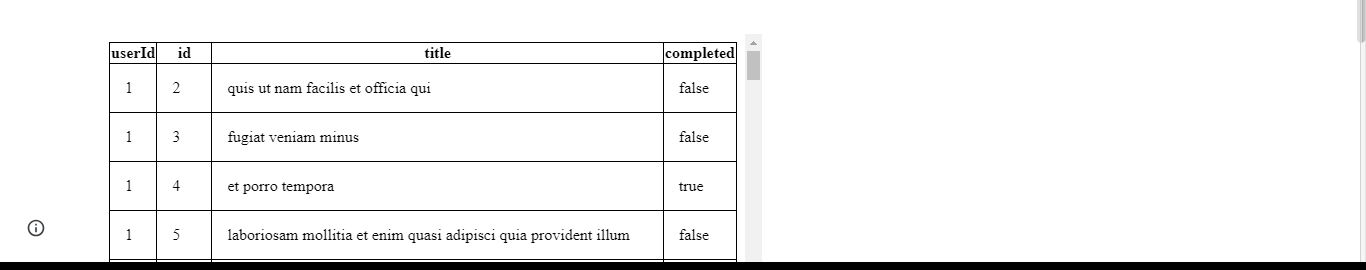 userId id title completed
1 2 quis ut nam facilis et officia qui false
1 3 fugiat veniam minus false
1 4 et porro tempora true
1 5 laboriosam mollitia et enim quasi adipisci quia provident illum false